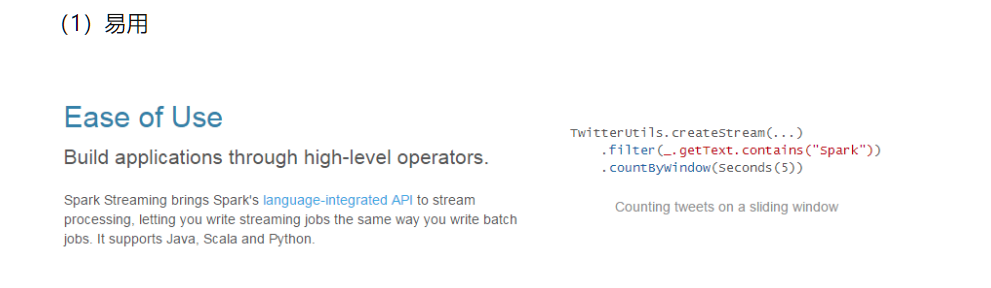 (1) 易用
Ease of Use
Build applications through high-level operators.
Spark Streaming brings Spark's language-integrated API to stream
processing, letting you write streaming jobs the same way you write batch
jobs. It supports Java, Scala and Python.
TwitterUtils.createStream(...)
.filter(_.getText.contains("Spark"))
.countByWindow(Seconds(5))
Counting tweets on a sliding window